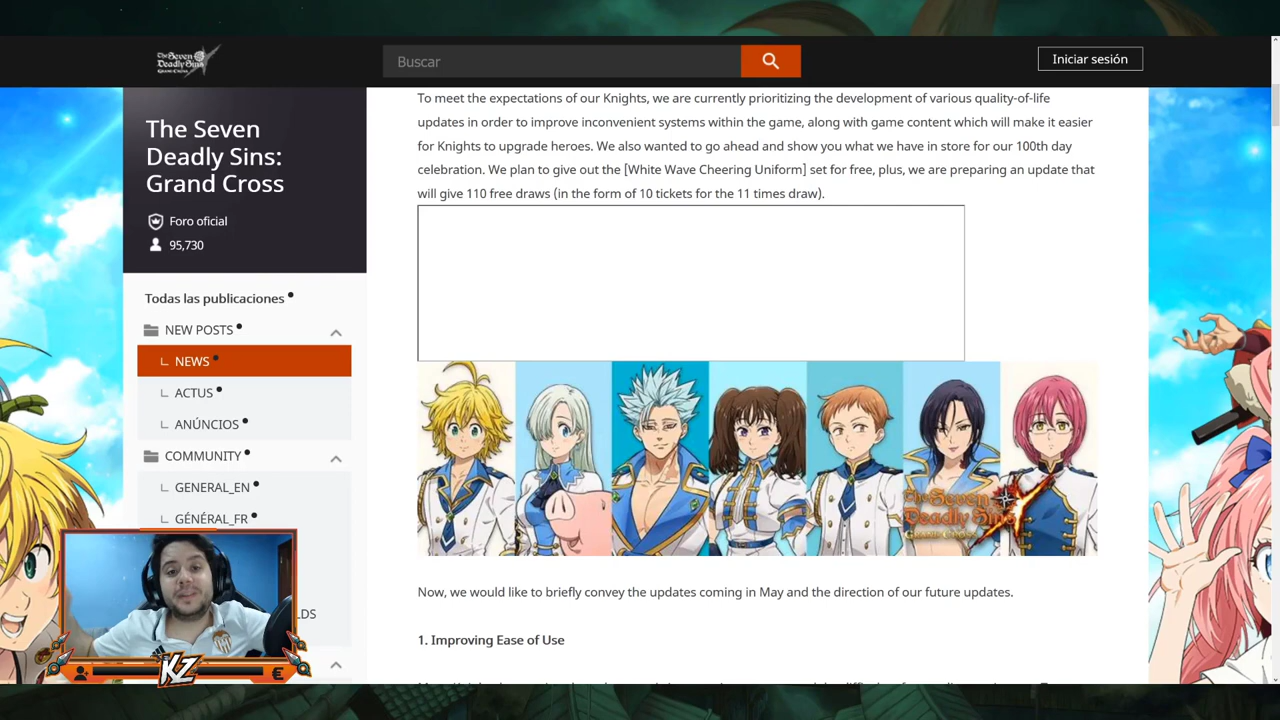 The Seven
Deadly Sins
GRAND CROSS
Buscar
Iniciar sesión
The Seven
Deadly Sins:
Grand Cross
Foro oficial
95,730
Todas las publicaciones
NEW POSTS
NEWS
ACTUS
ANÚNCIOS
COMMUNITY
GENERAL_EN
GÉNÉRAL_FR
LDS
To meet the expectations of our Knights, we are currently prioritizing the development of various quality-of-life
updates in order to improve inconvenient systems within the game, along with game content which will make it easier
for Knights to upgrade heroes. We also wanted to go ahead and show you what we have in store for our 100th day
celebration. We plan to give out the [White Wave Cheering Uniform] set for free, plus, we are preparing an update that
will give 110 free draws (in the form of 10 tickets for the 11 times draw).
The Seven
Deadly Sins
GRAND CROSS
Now, we would like to briefly convey the updates coming in May and the direction of our future updates.
1. Improving Ease of Use
KZ
€